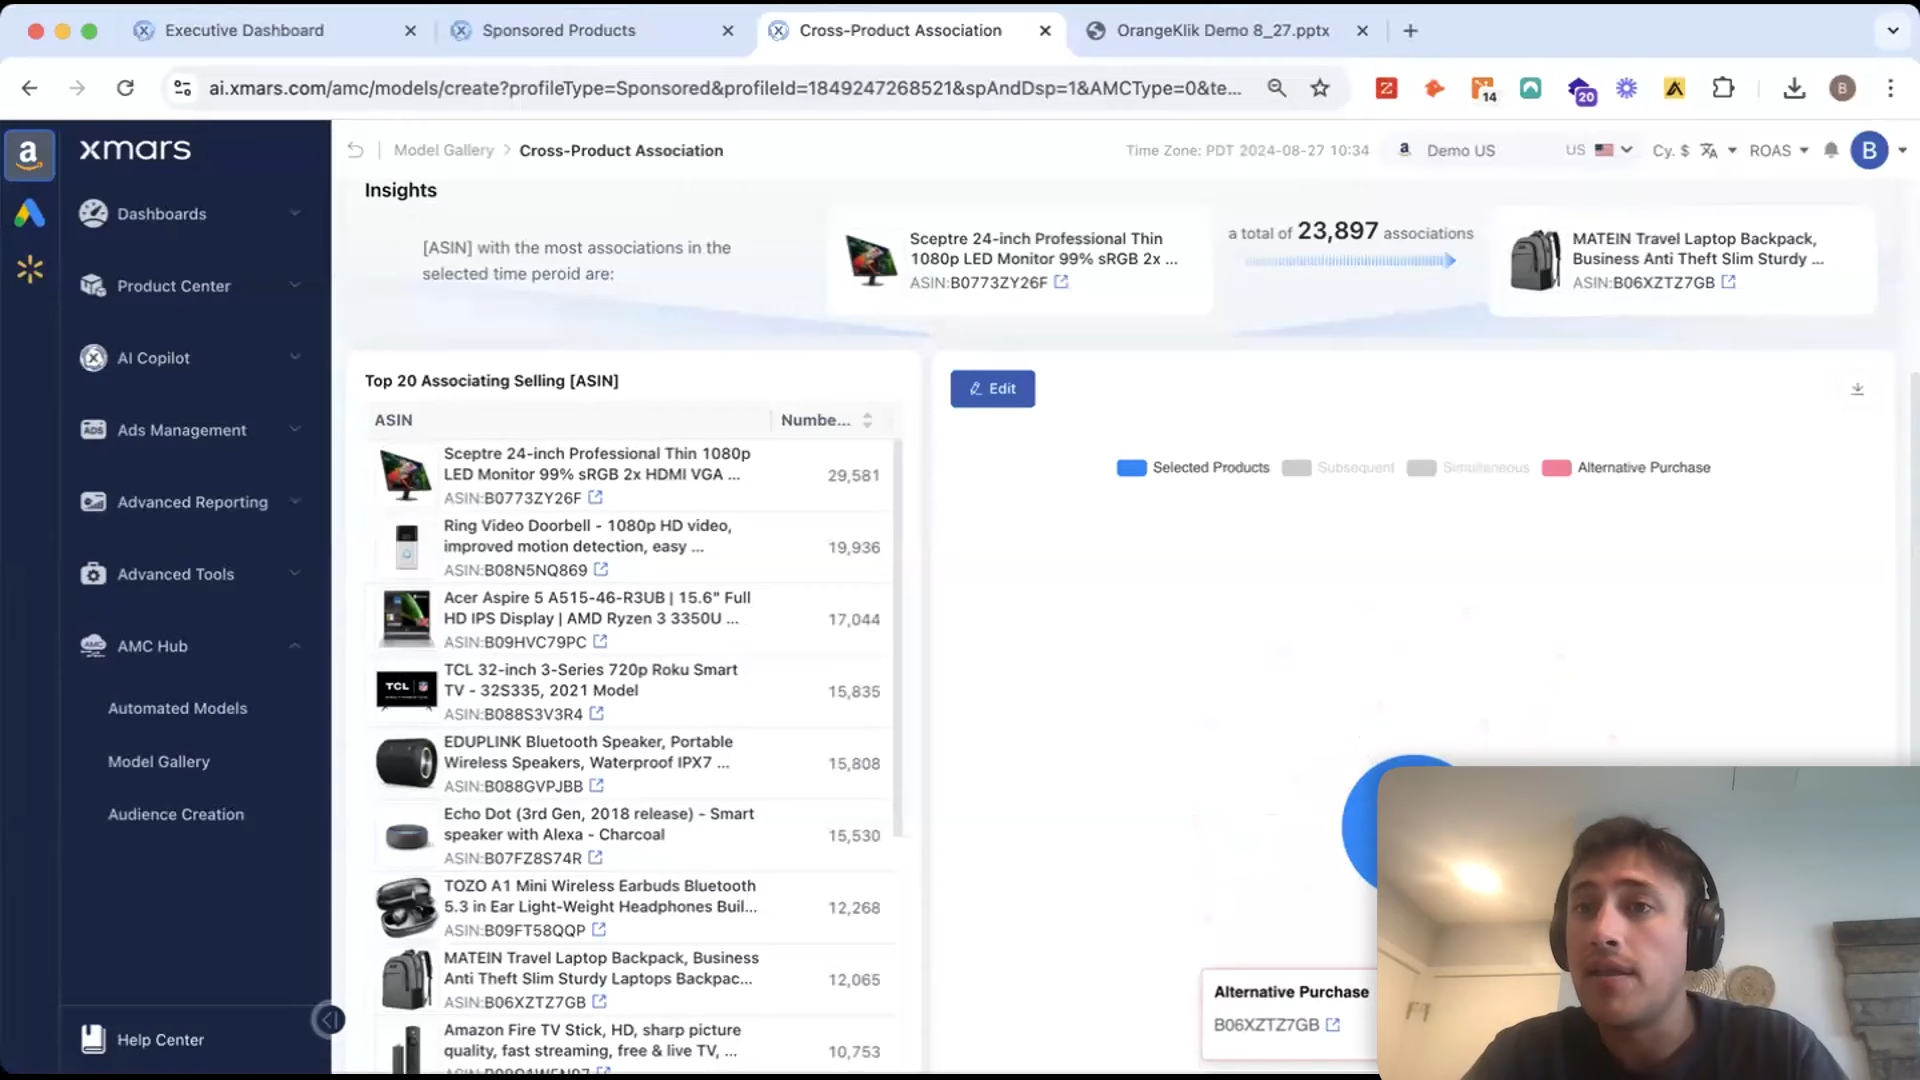 Executive Dashboard
Sponsored Products
Cross-Product Association
OrangeKlik Demo 8_27.pptx
ai.xmars.com/amc/models/create?profileType=Sponsored&profileId=1849247268521&spAndDsp=1&AMCType=0&te...
14
20
B
a
xmars
Model Gallery > Cross-Product Association
Time Zone: PDT 2024-08-27 10:34
a Demo US
US
Cy. $
ROAS
B
Dashboards
Product Center
AI Copilot
ADS Ads Management
Advanced Reporting
Advanced Tools
AMC AMC Hub
Automated Models
Model Gallery
Audience Creation
Help Center
Insights
[ASIN] with the most associations in the
selected time peroid are:
Sceptre 24-inch Professional Thin
1080p LED Monitor 99% sRGB 2x ...
ASIN:B0773ZY26F
a total of 23,897 associations
MATEIN Travel Laptop Backpack,
Business Anti Theft Slim Sturdy ...
ASIN:B06XZTZ7GB
Top 20 Associating Selling [ASIN]
ASIN
Numbe...
Sceptre 24-inch Professional Thin 1080p
LED Monitor 99% sRGB 2x HDMI VGA ...
ASIN:B0773ZY26F
29,581
Ring Video Doorbell - 1080p HD video,
improved motion detection, easy ...
ASIN:B08N5NQ869
19,936
Acer Aspire 5 A515-46-R3UB | 15.6" Full
HD IPS Display | AMD Ryzen 3 3350U ...
ASIN:B09HVC79PC
17,044
TCL
TCL 32-inch 3-Series 720p Roku Smart
TV - 32S335, 2021 Model
ASIN:B088S3V3R4
15,835
EDUPLINK Bluetooth Speaker, Portable
Wireless Speakers, Waterproof IPX7 ...
ASIN:B088GVPJBB
15,808
Echo Dot (3rd Gen, 2018 release) - Smart
speaker with Alexa - Charcoal
ASIN:B07FZ8S74R
15,530
TOZO A1 Mini Wireless Earbuds Bluetooth
5.3 in Ear Light-Weight Headphones Buil...
ASIN:B09FT58QQP
12,268
MATEIN Travel Laptop Backpack, Business
Anti Theft Slim Sturdy Laptops Backpac...
ASIN:B06XZTZ7GB
12,065
Amazon Fire TV Stick, HD, sharp picture
quality, fast streaming, free & live TV, ...
10,753
Edit
Selected Products
Subsequent
Simultaneous
Alternative Purchase
Alternative Purchase
B06XZTZ7GB